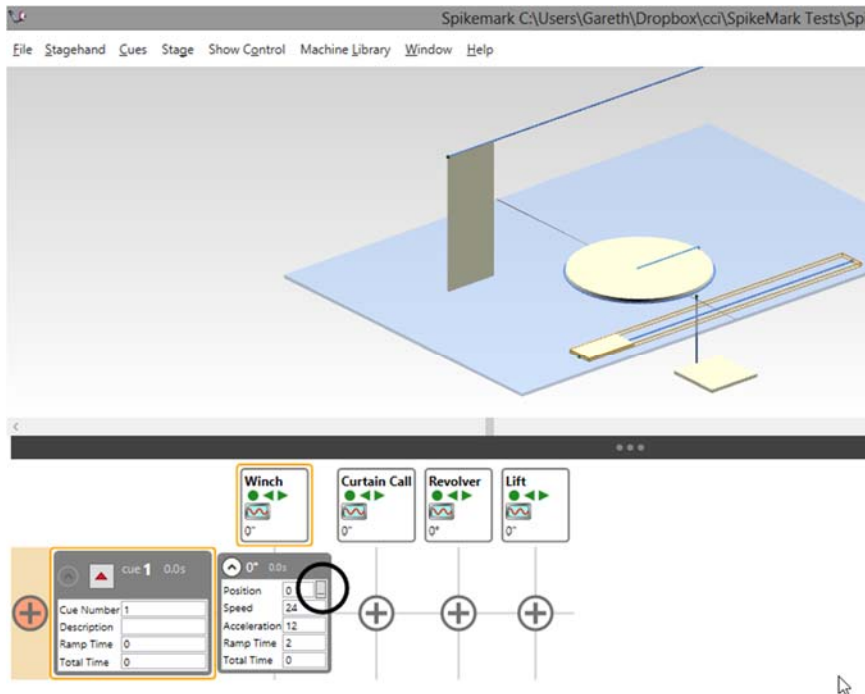 Spikemark C:\Users\Gareth\Dropbox\cci\SpikeMark Tests\Sp
File Stagehand Cues Stage Show Control Machine Library Window Help
Winch Curtain Call Revolver Lift
0" 0" 0° 0"
cue 1 0.0s 0" 0.0s
Cue Number 1 Position 0 ...
Description Speed 24
Ramp Time 0 Acceleration 12
Total Time 0 Ramp Time 2
Total Time 0